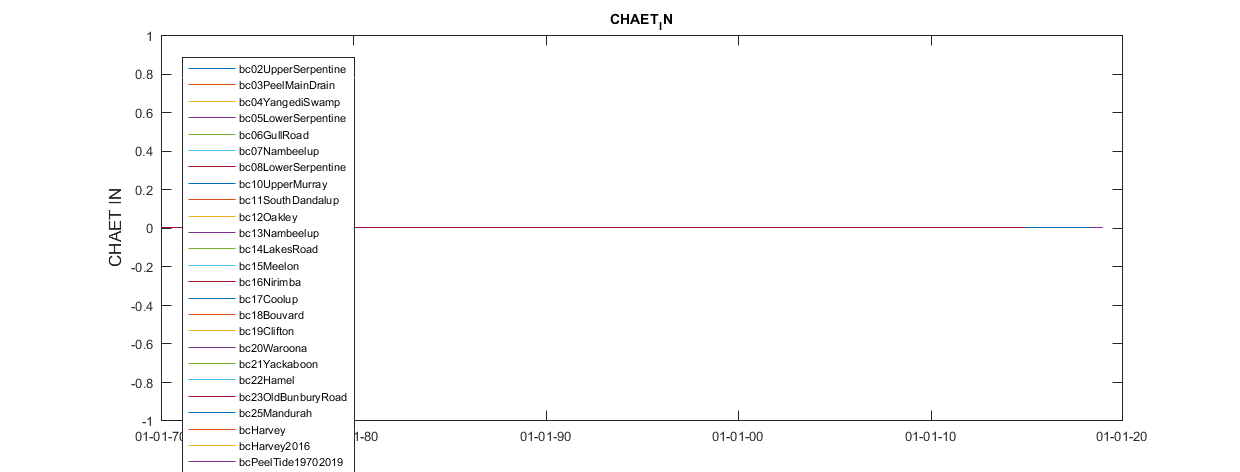 CHAETIN
CHAET IN
1
0.8
0.6
0.4
0.2
0
-0.2
-0.4
-0.6
-0.8
-1
bc02UpperSerpentine
bc03PeelMainDrain
bc04YangediSwamp
bc05LowerSerpentine
bc06GullRoad
bc07Nambeelup
bc08LowerSerpentine
bc10UpperMurray
bc11SouthDandalup
bc12Oakley
bc13Nambeelup
bc14LakesRoad
bc15Meelon
bc16Nirimba
bc17Coolup
bc18Bouvard
bc19Clifton
bc20Waroona
bc21Yackaboon
bc22Hamel
bc23OldBunburyRoad
bc25Mandurah
bcHarvey
bcHarvey2016
bcPeelTide19702019
01-01-70 1-80 01-01-90 01-01-00 01-01-10 01-01-20